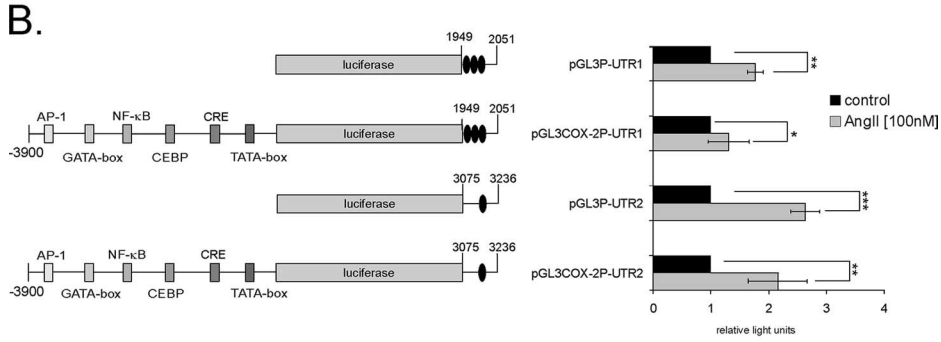 B.
1949 2051
luciferase
pGL3P-UTR1
**
1949 2051
AP-1 NF-κB CRE
luciferase
-3900
GATA-box CEBP TATA-box
pGL3COX-2P-UTR1
*
control
AngII [100nM]
3075 3236
luciferase
pGL3P-UTR2
***
3075 3236
AP-1 NF-κB CRE
luciferase
-3900
GATA-box CEBP TATA-box
pGL3COX-2P-UTR2
**
0 1 2 3 4
relative light units